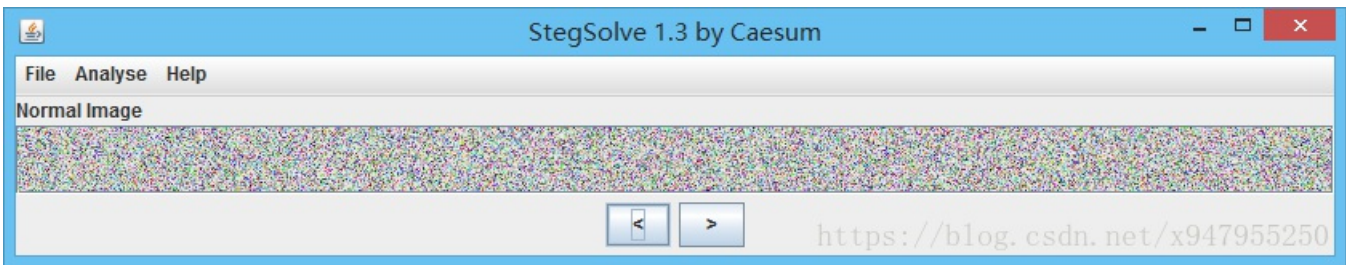 StegSolve 1.3 by Caesum
File Analyse Help
Normal Image
< >
https://blog.csdn.net/x947955250